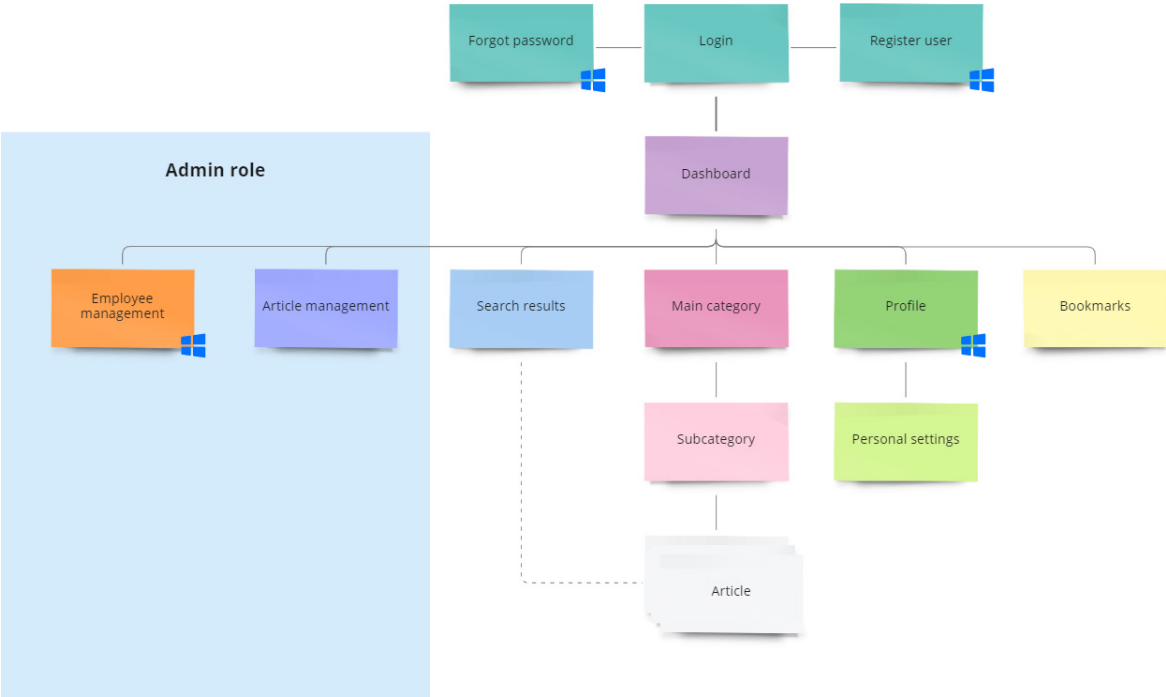 Forgot password
Login
Register user
Admin role
Dashboard
Employee
management
Article management
Search results
Main category
Profile
Bookmarks
Subcategory
Personal settings
Article